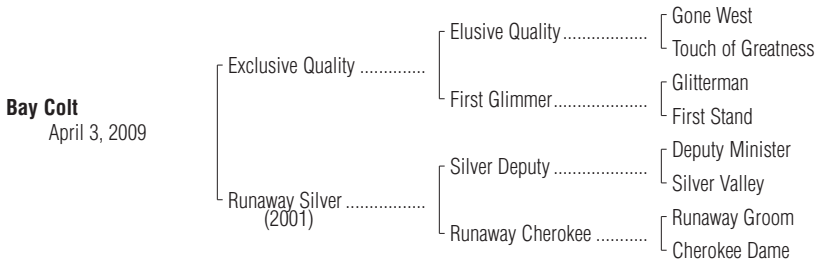 Gone West
Elusive Quality..................
Touch of Greatness
Exclusive Quality ..............
Glitterman
First Glimmer....................
First Stand
Bay Colt
April 3, 2009
Deputy Minister
Silver Deputy ....................
Silver Valley
Runaway Silver .................
(2001)
Runaway Groom
Runaway Cherokee ...........
Cherokee Dame